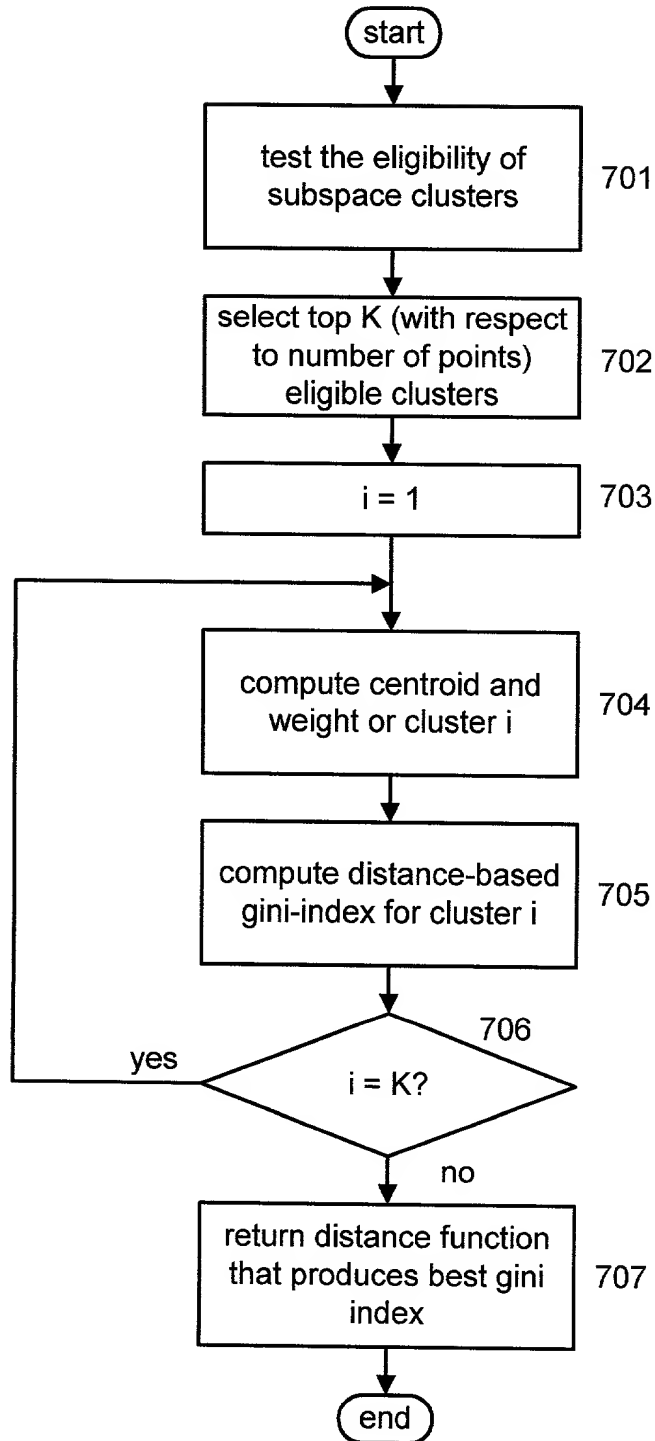 start
test the eligibility of
subspace clusters
701
select top K (with respect
to number of points)
eligible clusters
702
i = 1
703
compute centroid and
weight or cluster i
704
compute distance-based
gini-index for cluster i
705
706
yes
i = K?
no
return distance function
that produces best gini
index
707
end